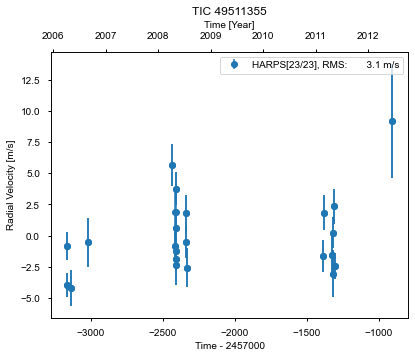 TIC 49511355
Time [Year]
2006 2007 2008 2009 2010 2011 2012
HARPS[23/23], RMS: 3.1 m/s
12.5
10.0
7.5
5.0
2.5
0.0
−2.5
−5.0
Radial Velocity [m/s]
−3000 −2500 −2000 −1500 −1000
Time - 2457000